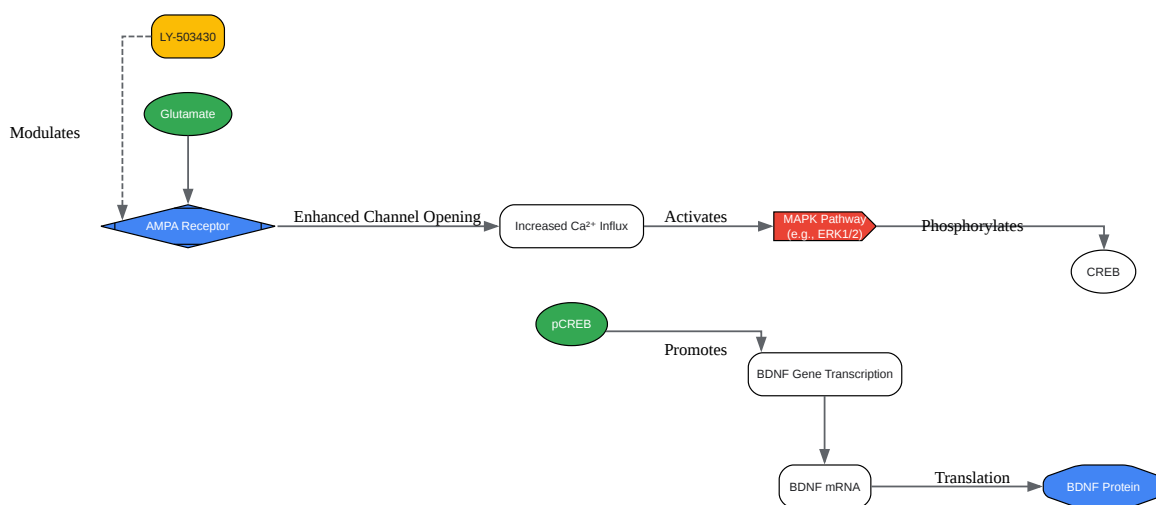 LY-503430
Glutamate
Modulates
AMPA Receptor
Enhanced Channel Opening
Increased Ca²⁺ Influx
Activates
MAPK Pathway
(e.g., ERK1/2)
Phosphorylates
CREB
pCREB
Promotes
BDNF Gene Transcription
BDNF mRNA
Translation
BDNF Protein